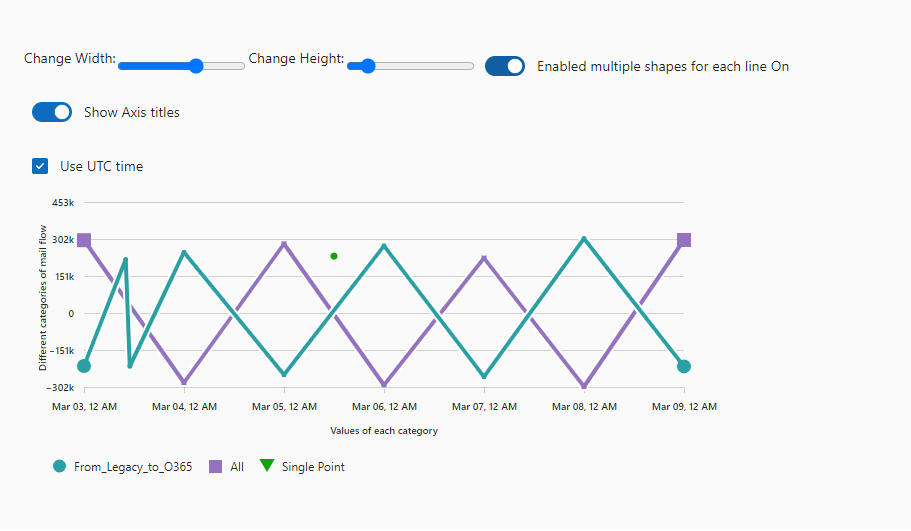 Change Width:
Change Height:
Enabled multiple shapes for each line On
Show Axis titles
Use UTC time
Different categories of mail flow
453k
302k
151k
0
−151k
−302k
Mar 03, 12 AM
Mar 04, 12 AM
Mar 05, 12 AM
Mar 06, 12 AM
Mar 07, 12 AM
Mar 08, 12 AM
Mar 09, 12 AM
Values of each category
From_Legacy_to_O365
All
Single Point